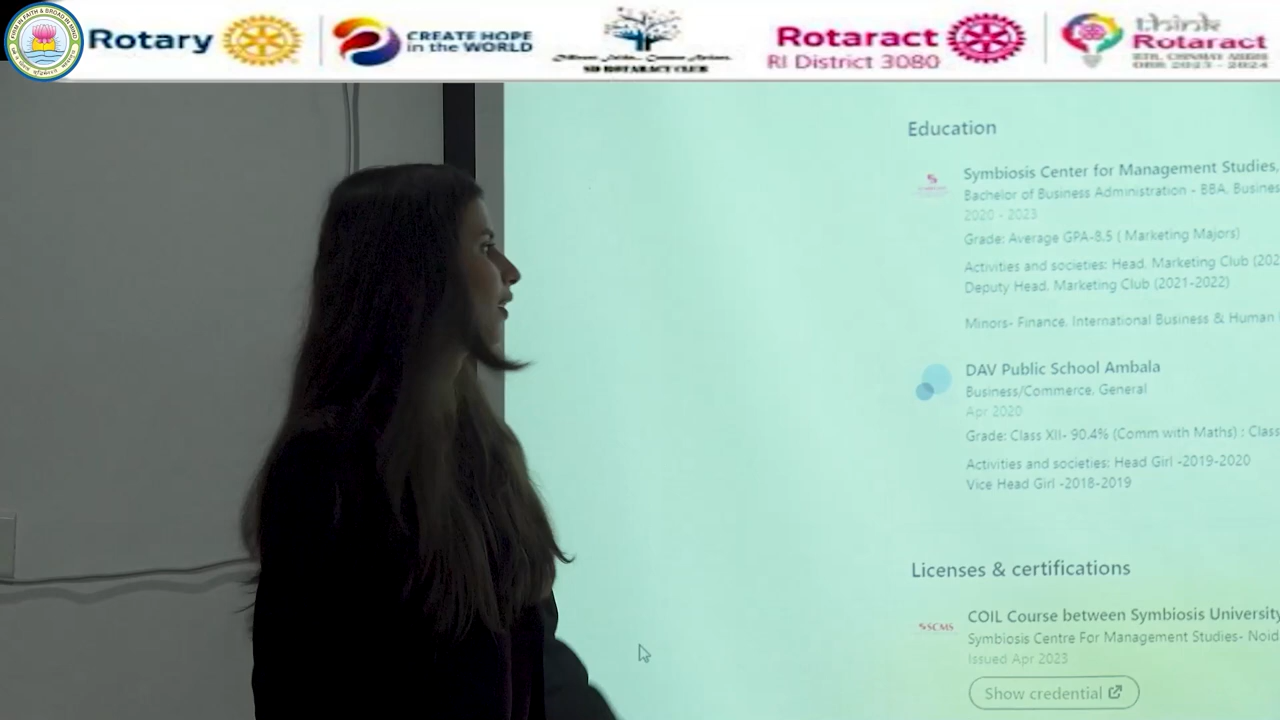 Rotary
CREATE HOPE
in the WORLD
SD ROTARACT CLUB
Rotaract
RI District 3080
think
Rotaract
Education
Symbiosis Center for Management Studies,
Bachelor of Business Administration - BBA, Busines
2020 - 2023
Grade: Average GPA-8.5 ( Marketing Majors)
Activities and societies: Head, Marketing Club (202
Deputy Head, Marketing Club (2021-2022)
Minors- Finance, International Business & Human
DAV Public School Ambala
Business/Commerce, General
Apr 2020
Grade: Class XII- 90.4% (Comm with Maths) ; Class
Activities and societies: Head Girl -2019-2020
Vice Head Girl -2018-2019
Licenses & certifications
SCMS
COIL Course between Symbiosis University
Symbiosis Centre For Management Studies- Noid
Issued Apr 2023
Show credential